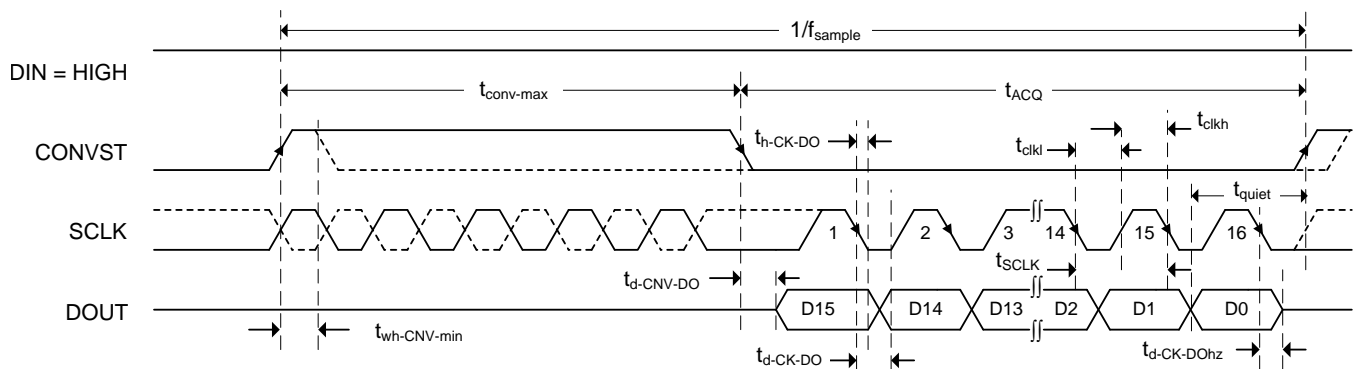 1/fsample
DIN = HIGH
tconv-max
tACQ
tclkh
CONVST
th-CK-DO
tclkl
tquiet
SCLK
1 2 3 14 15 16
tSCLK
td-CNV-DO
DOUT
D15 D14 D13 D2 D1 D0
twh-CNV-min
td-CK-DO
td-CK-DOhz